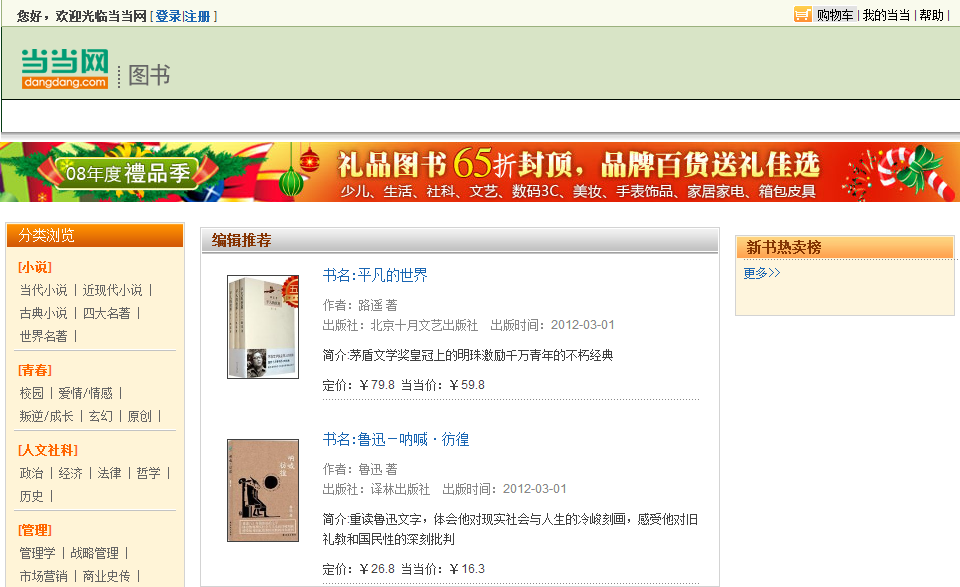 您好，欢迎光临当当网 [ 登录|注册 ]
购物车 | 我的当当 | 帮助 |
当当网
dangdang.com
图书
08年度禮品季
礼品图书 65折封顶，品牌百货送礼佳选
少儿、生活、社科、文艺、数码3C、美妆、手表饰品、家居家电、箱包皮具
分类浏览
[小说]
当代小说 | 近现代小说 |
古典小说 | 四大名著 |
世界名著 |
[青春]
校园 | 爱情/情感 |
叛逆/成长 | 玄幻 | 原创 |
[人文社科]
政治 | 经济 | 法律 | 哲学 |
历史 |
[管理]
管理学 | 战略管理 |
市场营销 | 商业史传 |
编辑推荐
书名:平凡的世界
作者：路遥 著
出版社：北京十月文艺出版社 出版时间：2012-03-01
简介:茅盾文学奖皇冠上的明珠激励千万青年的不朽经典
定价：￥79.8 当当价：￥59.8
书名:鲁迅－呐喊·彷徨
作者：鲁迅 著
出版社：译林出版社 出版时间：2012-03-01
简介:重读鲁迅文字，体会他对现实社会与人生的冷峻刻画，感受他对旧
礼教和国民性的深刻批判
定价：￥26.8 当当价：￥16.3
新书热卖榜
更多>>